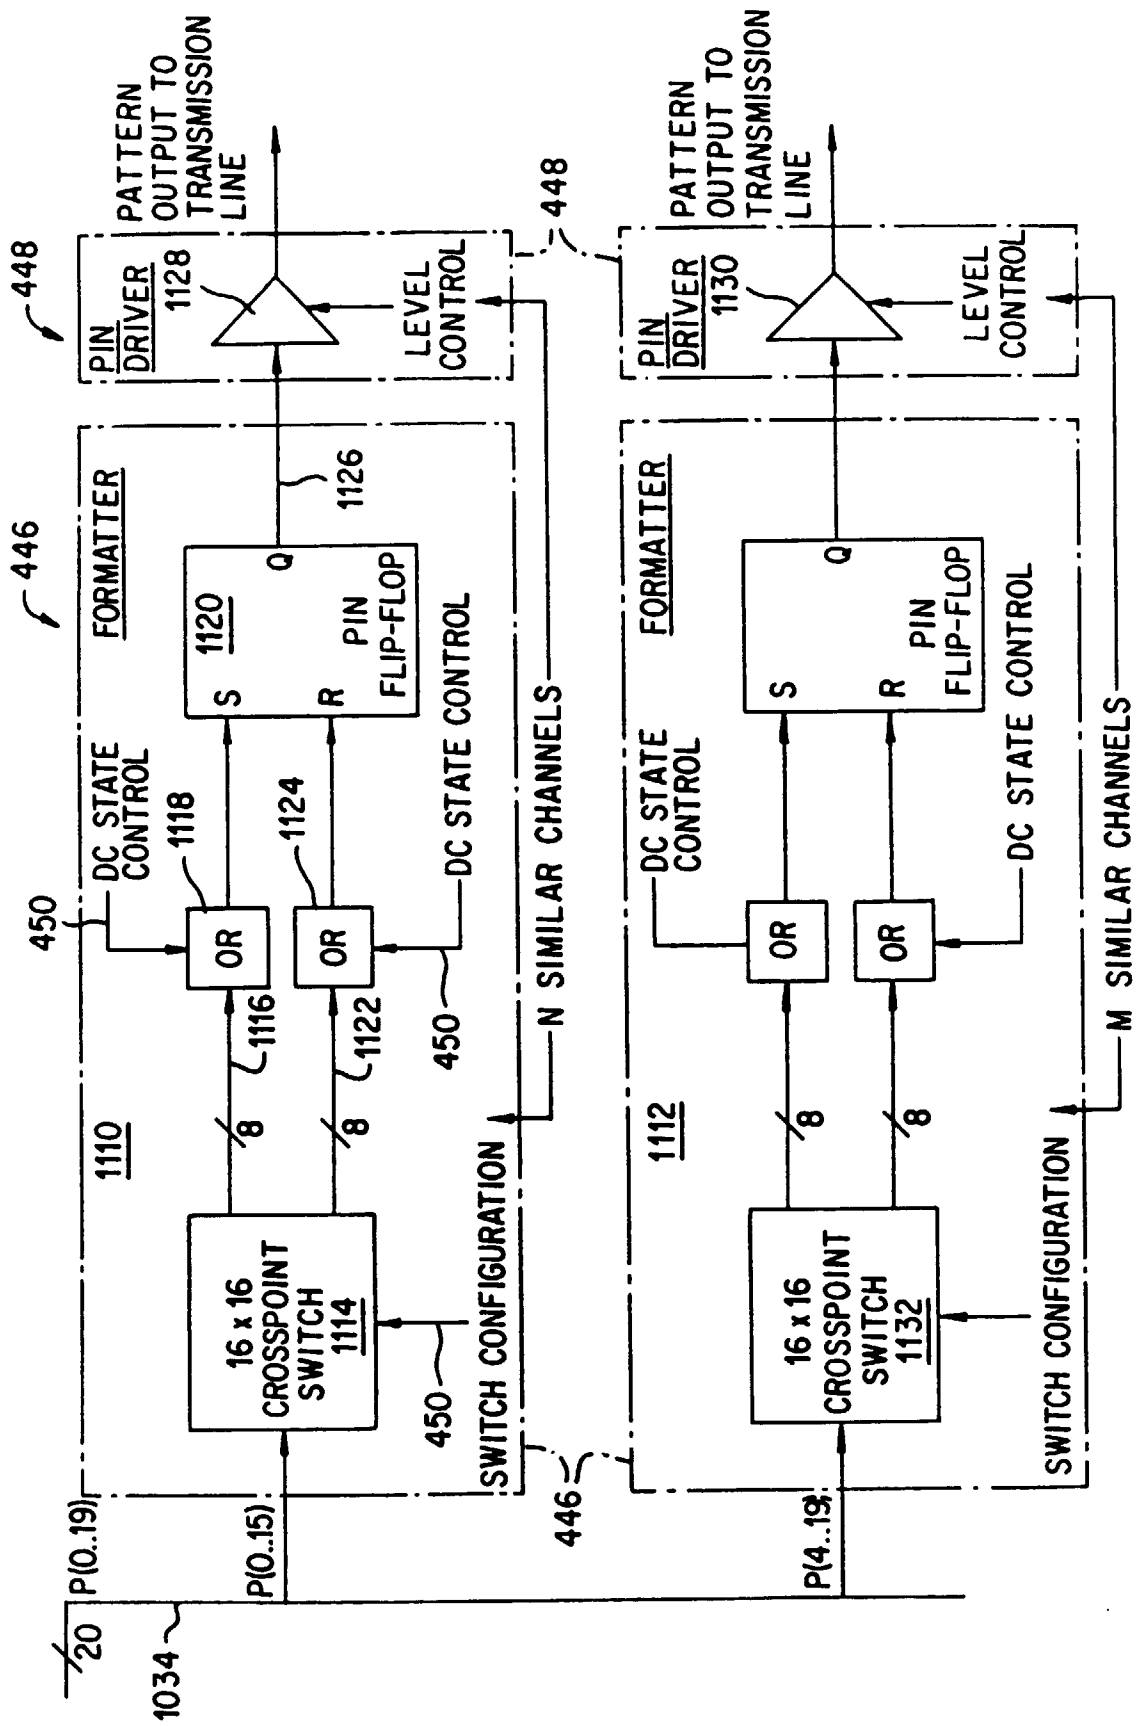 20
1034
P(0..19)
P(0..15)
P(4..19)
446
FORMATTER
1110
16 x 16
CROSSPOINT
SWITCH
1114
450
SWITCH CONFIGURATION
8
8
1116
1122
450
DC STATE
CONTROL
OR
1118
OR
1124
450
DC STATE CONTROL
S
R
Q
1120
PIN
FLIP-FLOP
1126
448
PIN
DRIVER
1128
LEVEL
CONTROL
PATTERN
OUTPUT TO
TRANSMISSION
LINE
446
N SIMILAR CHANNELS
448
FORMATTER
1112
16 x 16
CROSSPOINT
SWITCH
1132
SWITCH CONFIGURATION
8
8
DC STATE
CONTROL
OR
OR
DC STATE CONTROL
S
R
Q
PIN
FLIP-FLOP
PIN
DRIVER
1130
LEVEL
CONTROL
PATTERN
OUTPUT TO
TRANSMISSION
LINE
M SIMILAR CHANNELS